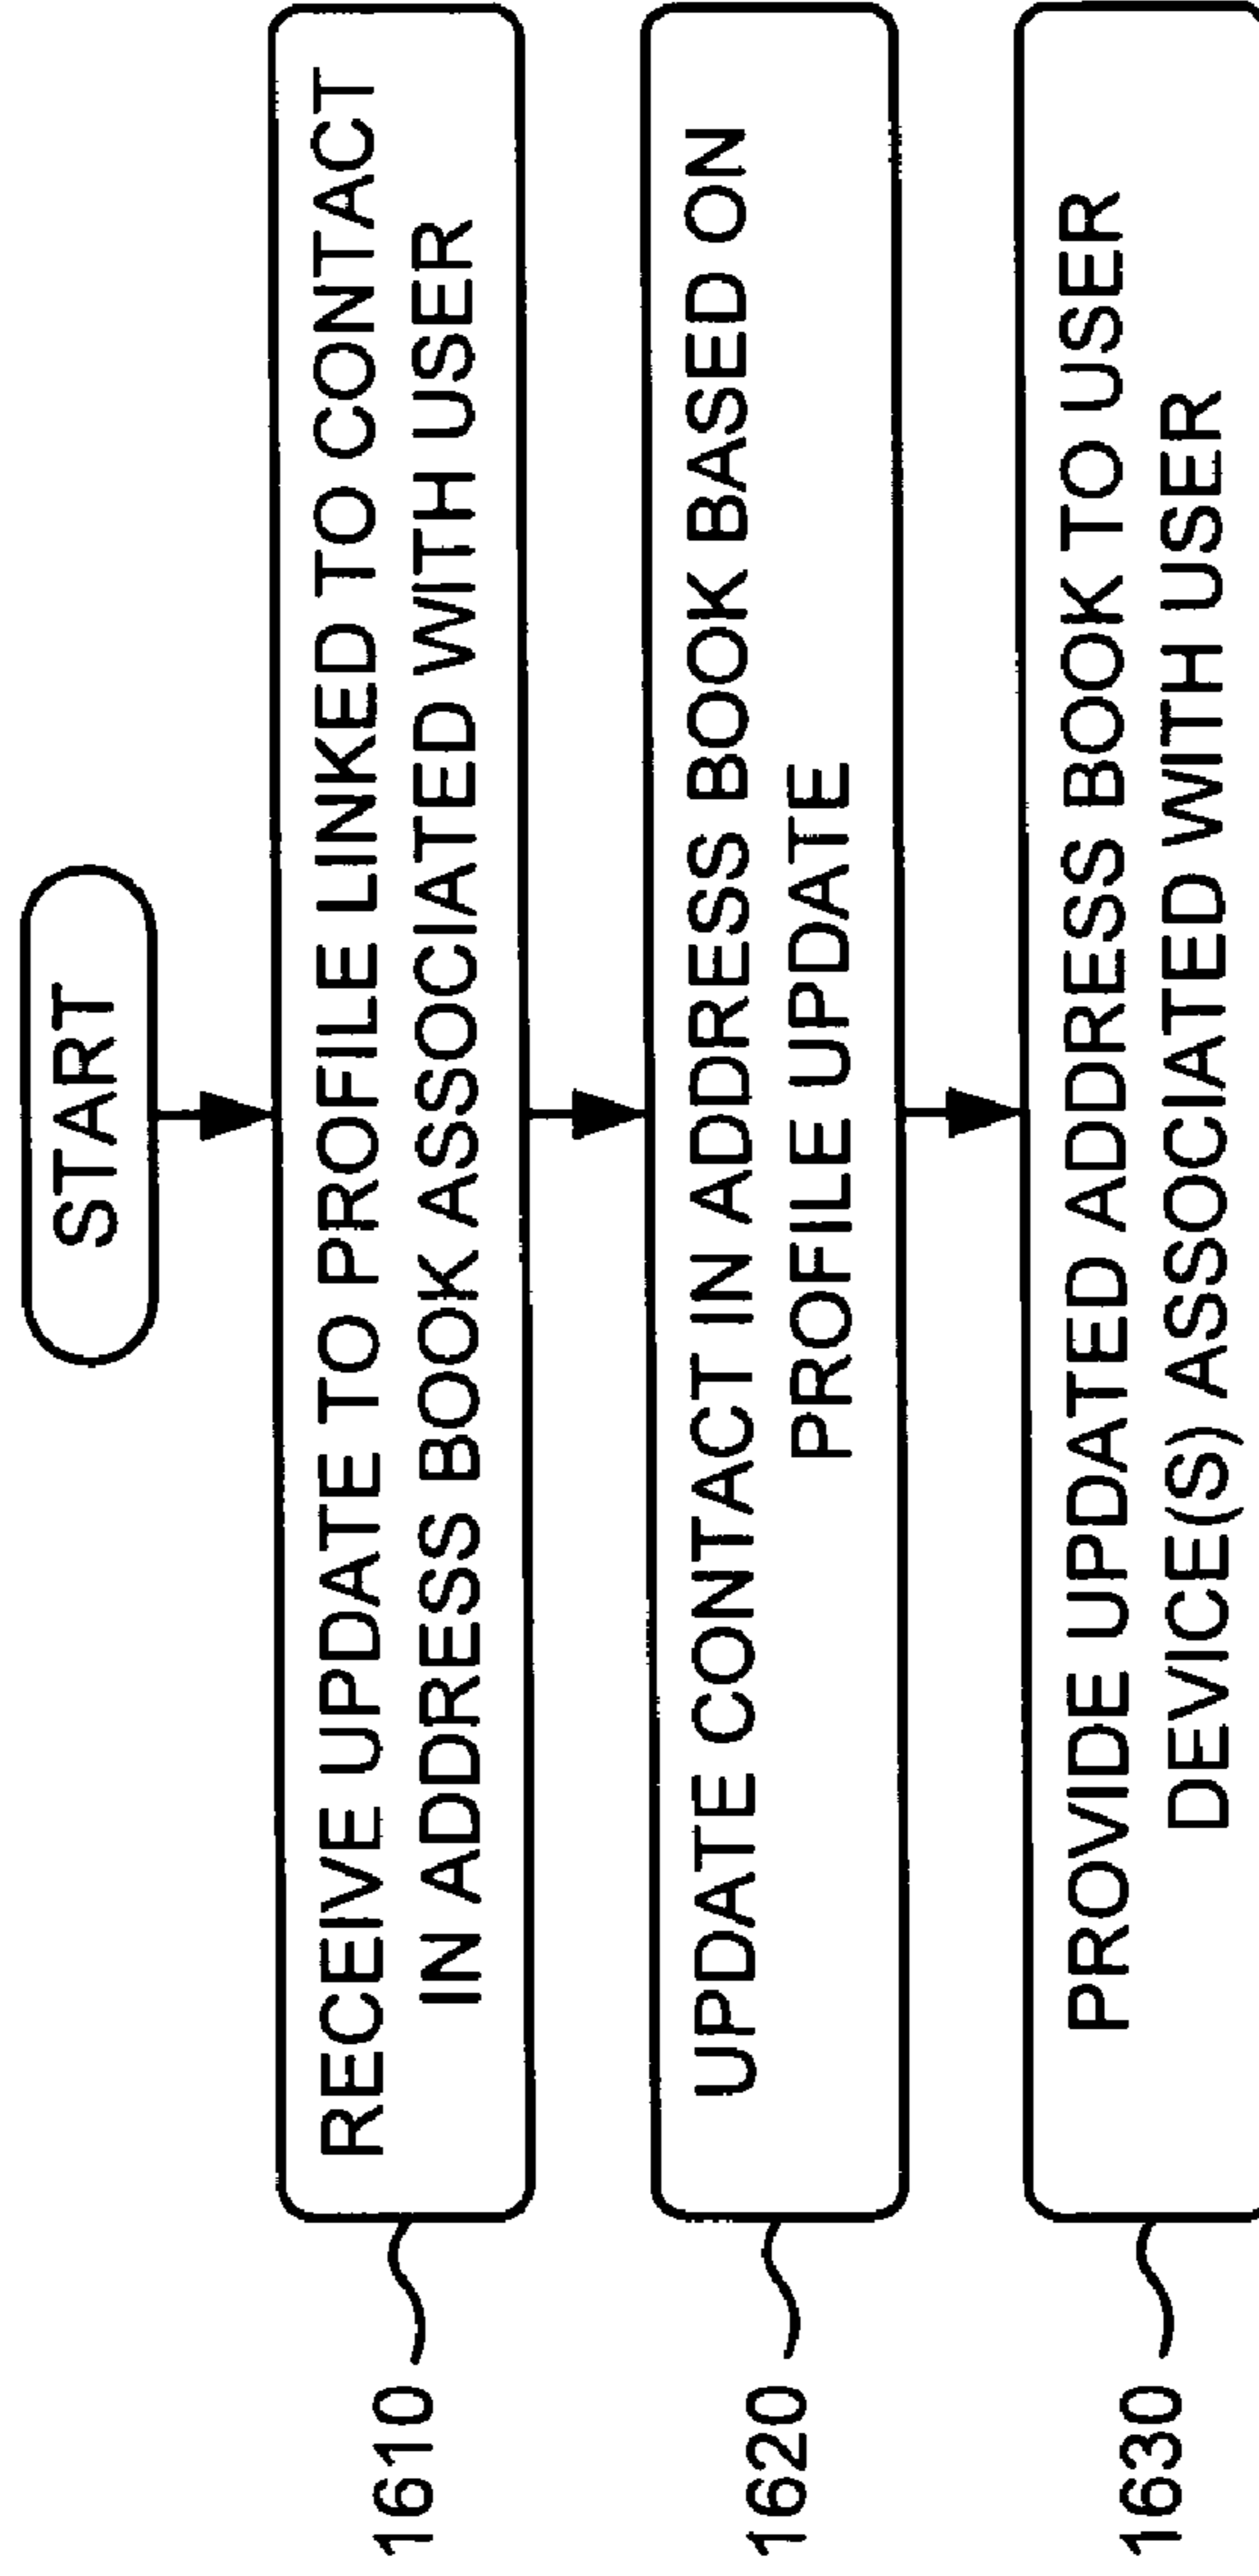 START
RECEIVE UPDATE TO PROFILE LINKED TO CONTACT
IN ADDRESS BOOK ASSOCIATED WITH USER
1610
UPDATE CONTACT IN ADDRESS BOOK BASED ON
PROFILE UPDATE
1620
PROVIDE UPDATED ADDRESS BOOK TO USER
DEVICE(S) ASSOCIATED WITH USER
1630